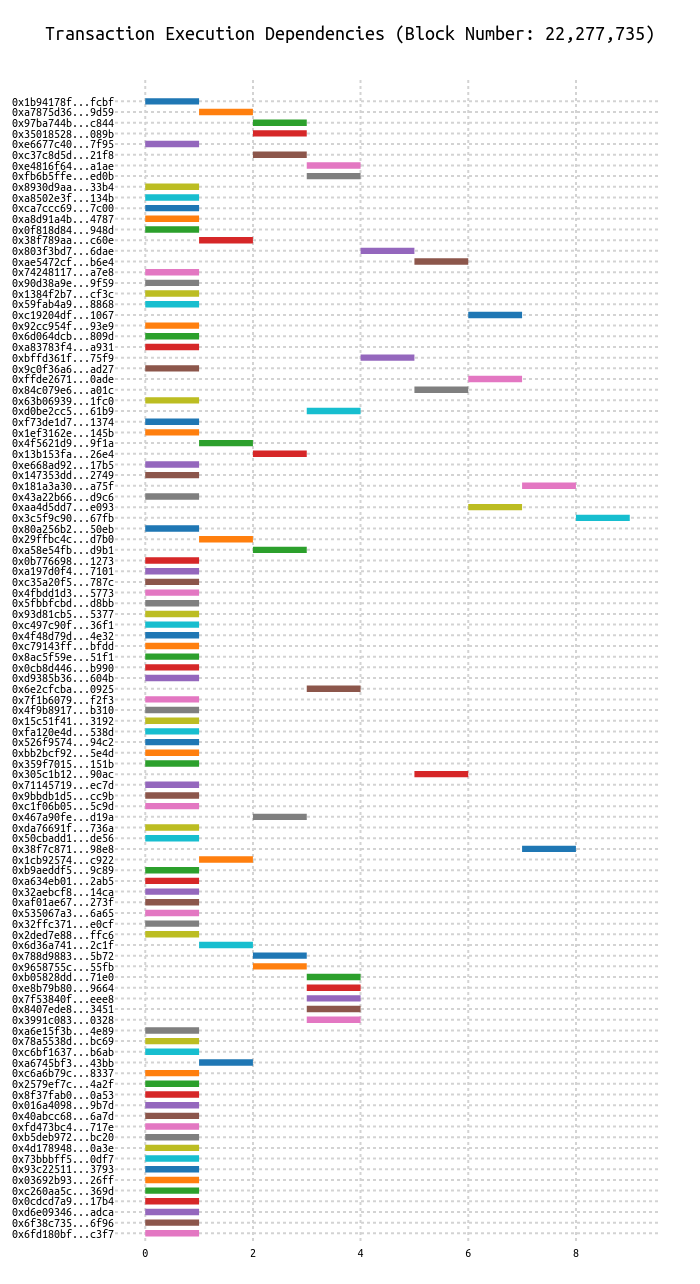 Transaction Execution Dependencies (Block Number: 22,277,735)
0x1b94178f...fcbf
0xa7875d36...9d59
0x97ba744b...c844
0x35018528...089b
0xe6677c40...7f95
0xc37c8d5d...21f8
0xe4816f64...a1ae
0xfb6b5ffe...ed0b
0x8930d9aa...33b4
0xa8502e3f...134b
0xca7ccc69...7c00
0xa8d91a4b...4787
0x0f818d84...948d
0x38f789aa...c60e
0x803f3bd7...6dae
0xae5472cf...b6e4
0x74248117...a7e8
0x90d38a9e...9f59
0x1384f2b7...cf3c
0x59fab4a9...8868
0xc19204df...1067
0x92cc954f...93e9
0x6d064dcb...809d
0xa83783f4...a931
0xbffd361f...75f9
0x9c0f36a6...ad27
0xffde2671...0ade
0x84c079e6...a01c
0x63b06939...1fc0
0xd0be2cc5...61b9
0xf73de1d7...1374
0x1ef3162e...145b
0x4f5621d9...9f1a
0x13b153fa...26e4
0xe668ad92...17b5
0x147353dd...2749
0x181a3a30...a75f
0x43a22b66...d9c6
0xaa4d5dd7...e093
0x3c5f9c90...67fb
0x80a256b2...50eb
0x29ffbc4c...d7b0
0xa58e54fb...d9b1
0x0b776698...1273
0xa197d0f4...7101
0xc35a20f5...787c
0x4fbdd1d3...5773
0x5fbbfcbd...d8bb
0x93d81cb5...5377
0xc497c90f...36f1
0x4f48d79d...4e32
0xc79143ff...bfdd
0x8ac5f59e...51f1
0x0cb8d446...b990
0xd9385b36...604b
0x6e2cfcba...0925
0x7f1b6079...f2f3
0x4f9b8917...b310
0x15c51f41...3192
0xfa120e4d...538d
0x526f9574...94c2
0xbb2bcf92...5e4d
0x359f7015...151b
0x305c1b12...90ac
0x71145719...ec7d
0x9bbdb1d5...cc9b
0xc1f06b05...5c9d
0x467a90fe...d19a
0xda76691f...736a
0x50cbadd1...de56
0x38f7c871...98e8
0x1cb92574...c922
0xb9aeddf5...9c89
0xa634eb01...2ab5
0x32aebcf8...14ca
0xaf01ae67...273f
0x535067a3...6a65
0x32ffc371...e0cf
0x2ded7e88...ffc6
0x6d36a741...2c1f
0x788d9883...5b72
0x9658755c...55fb
0xb05828dd...71e0
0xe8b79b80...9664
0x7f53840f...eee8
0x8407ede8...3451
0x3991c083...0328
0xa6e15f3b...4e89
0x78a5538d...bc69
0xc6bf1637...b6ab
0xa6745bf3...43bb
0xc6a6b79c...8337
0x2579ef7c...4a2f
0x8f37fab0...0a53
0x016a4098...9b7d
0x40abcc68...6a7d
0xfd473bc4...717e
0xb5deb972...bc20
0x4d178948...0a3e
0x73bbbff5...0df7
0x93c22511...3793
0x03692b93...26ff
0xc260aa5c...369d
0x0cdcd7a9...17b4
0xd6e09346...adca
0x6f38c735...6f96
0x6fd180bf...c3f7
0 2 4 6 8